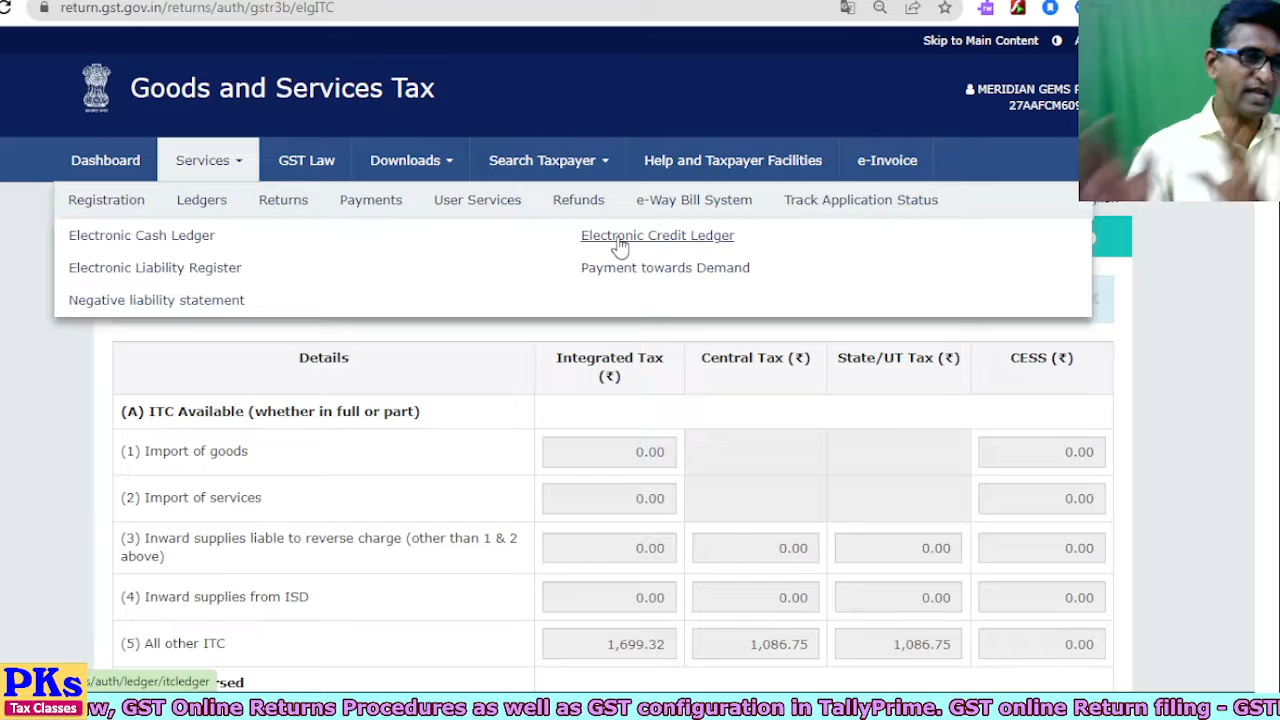 return.gst.gov.in/returns/auth/gstr3b/elgITC
Skip to Main Content
Goods and Services Tax
MERIDIAN GEMS
27AAFCM609
Dashboard Services GST Law Downloads Search Taxpayer Help and Taxpayer Facilities e-Invoice
Registration Ledgers Returns Payments User Services Refunds e-Way Bill System Track Application Status
Electronic Cash Ledger Electronic Credit Ledger
Electronic Liability Register Payment towards Demand
Negative liability statement
Details Integrated Tax (₹) Central Tax (₹) State/UT Tax (₹) CESS (₹)
(A) ITC Available (whether in full or part)
(1) Import of goods 0.00 0.00
(2) Import of services 0.00 0.00
(3) Inward supplies liable to reverse charge (other than 1 & 2 above) 0.00 0.00 0.00 0.00
(4) Inward supplies from ISD 0.00 0.00 0.00 0.00
(5) All other ITC 1,699.32 1,086.75 1,086.75 0.00
s/auth/ledger/itcledger
PKs
Tax Classes
GST Online Returns Procedures as well as GST configuration in TallyPrime. GST online Return filing - GST